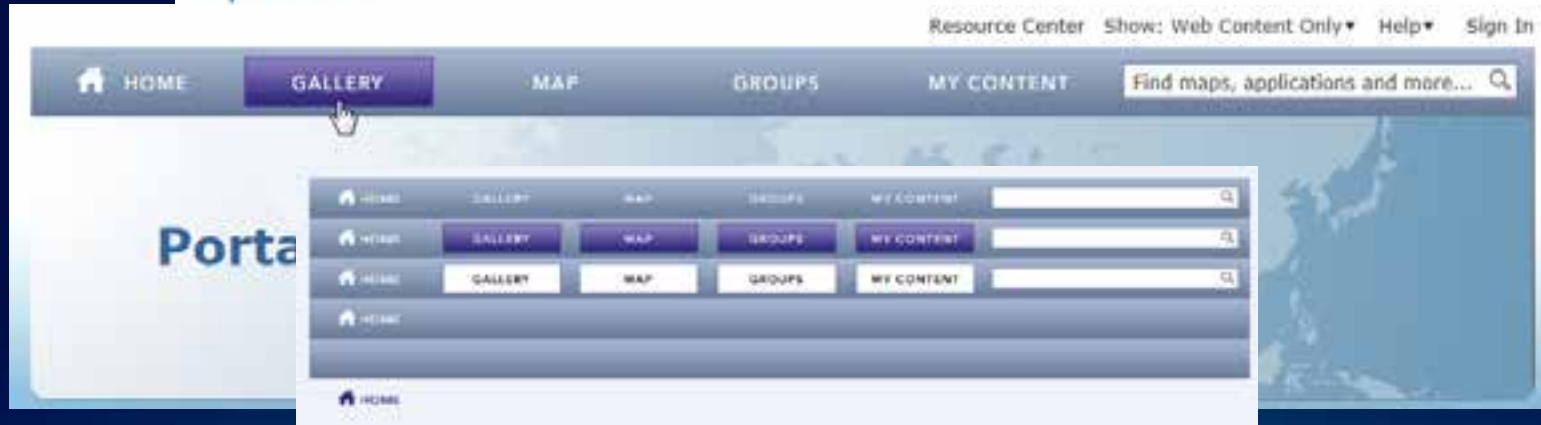 Resource Center Show: Web Content Only▾ Help▾ Sign In
HOME GALLERY MAP GROUPS MY CONTENT Find maps, applications and more...
Porta
HOME GALLERY MAP GROUPS MY CONTENT
HOME GALLERY MAP GROUPS MY CONTENT
HOME GALLERY MAP GROUPS MY CONTENT
HOME
HOME